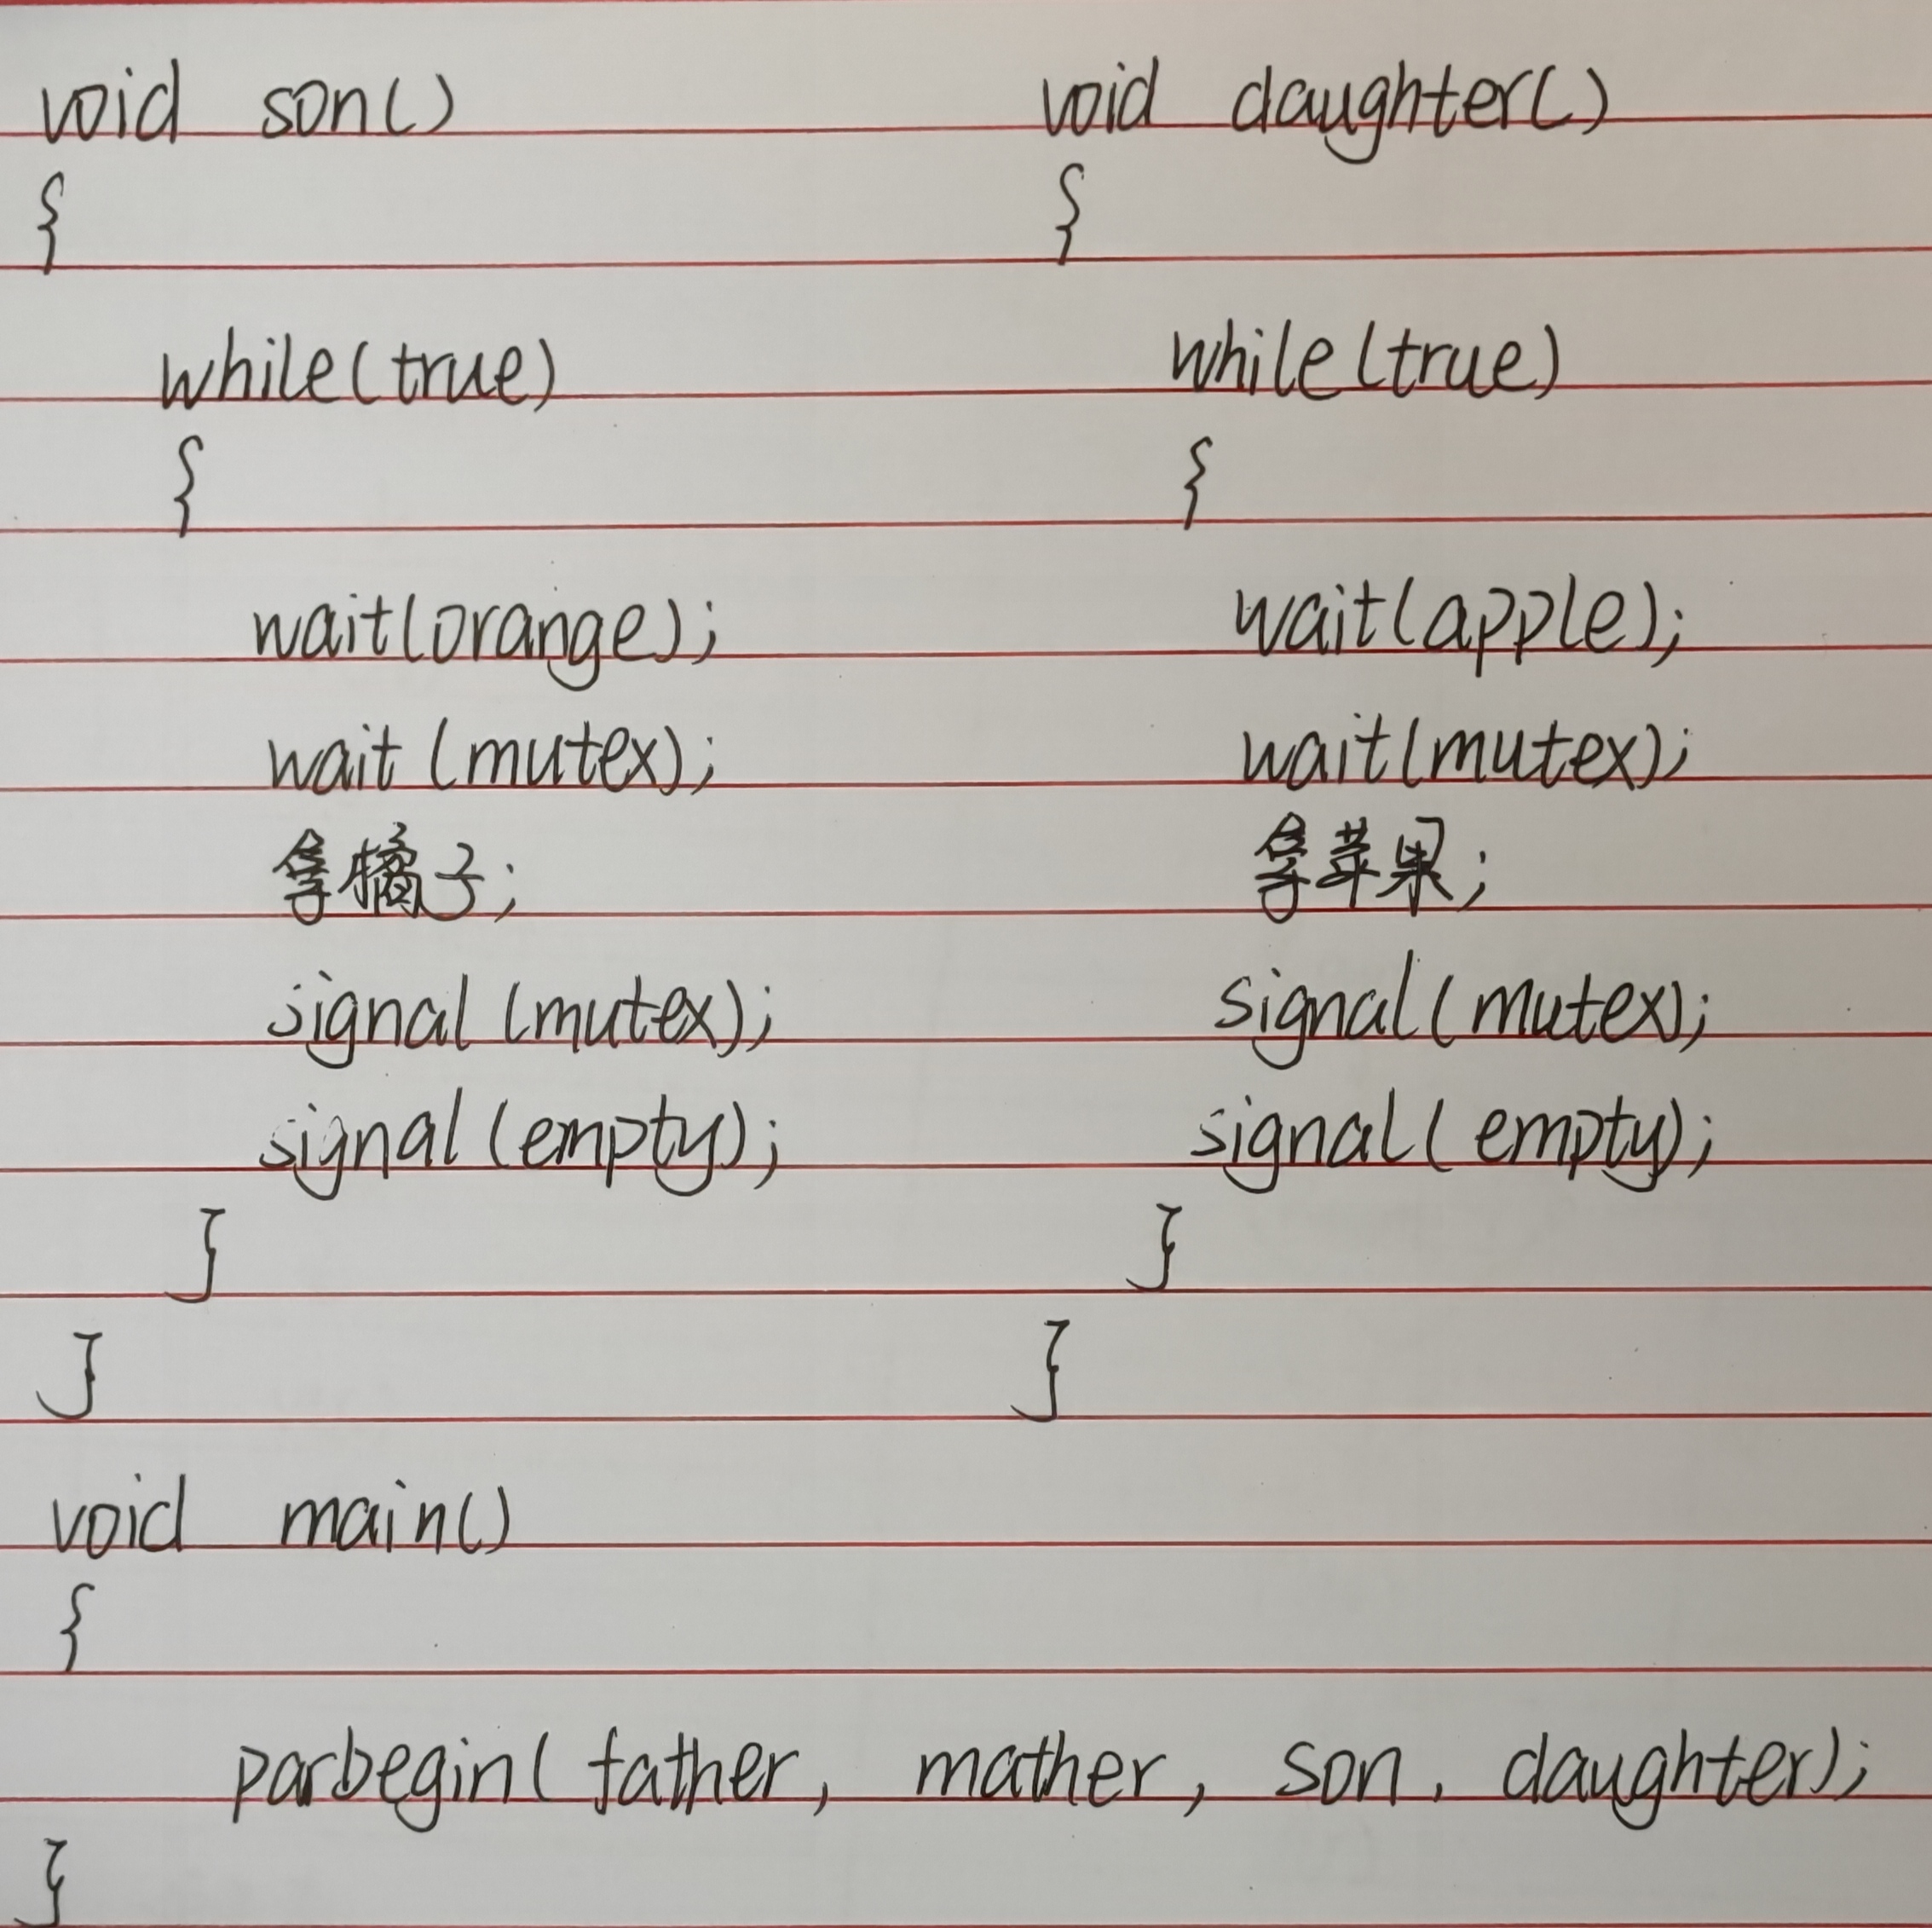 void son()
{
while(true)
{
wait(orange);
wait(mutex);
拿橘子;
signal(mutex);
signal(empty);
}
}
void daughter()
{
while(true)
{
wait(apple);
wait(mutex);
拿苹果;
signal(mutex);
signal(empty);
}
}
void main()
{
parbegin(father, mather, son, daughter);
}